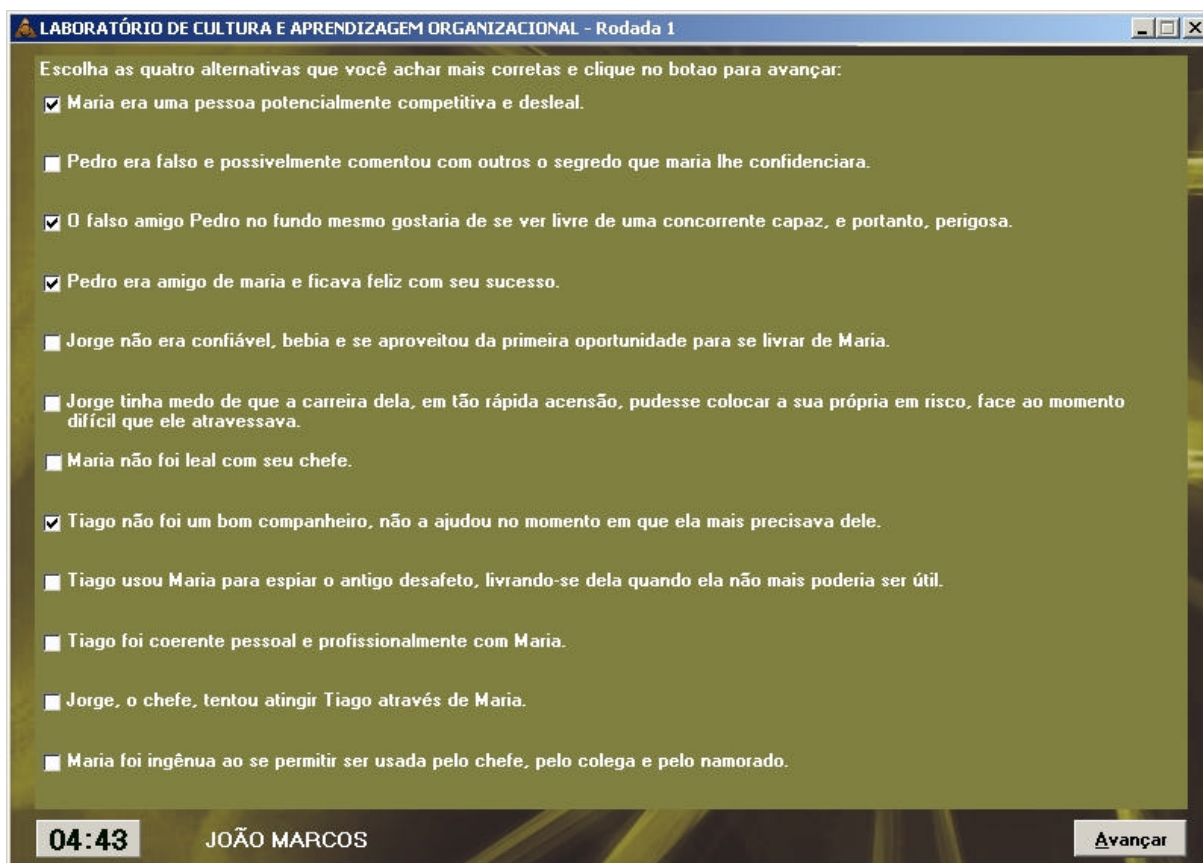 LABORATÓRIO DE CULTURA E APRENDIZAGEM ORGANIZACIONAL - Rodada 1
Escolha as quatro alternativas que você achar mais corretas e clique no botao para avançar:
Maria era uma pessoa potencialmente competitiva e desleal.
Pedro era falso e possivelmente comentou com outros o segredo que maria lhe confidenciara.
O falso amigo Pedro no fundo mesmo gostaria de se ver livre de uma concorrente capaz, e portanto, perigosa.
Pedro era amigo de maria e ficava feliz com seu sucesso.
Jorge não era confiável, bebia e se aproveitou da primeira oportunidade para se livrar de Maria.
Jorge tinha medo de que a carreira dela, em tão rápida acensão, pudesse colocar a sua própria em risco, face ao momento
difícil que ele atravessava.
Maria não foi leal com seu chefe.
Tiago não foi um bom companheiro, não a ajudou no momento em que ela mais precisava dele.
Tiago usou Maria para espiar o antigo desafeto, livrando-se dela quando ela não mais poderia ser útil.
Tiago foi coerente pessoal e profissionalmente com Maria.
Jorge, o chefe, tentou atingir Tiago através de Maria.
Maria foi ingênua ao se permitir ser usada pelo chefe, pelo colega e pelo namorado.
04:43
JOÃO MARCOS
Avançar